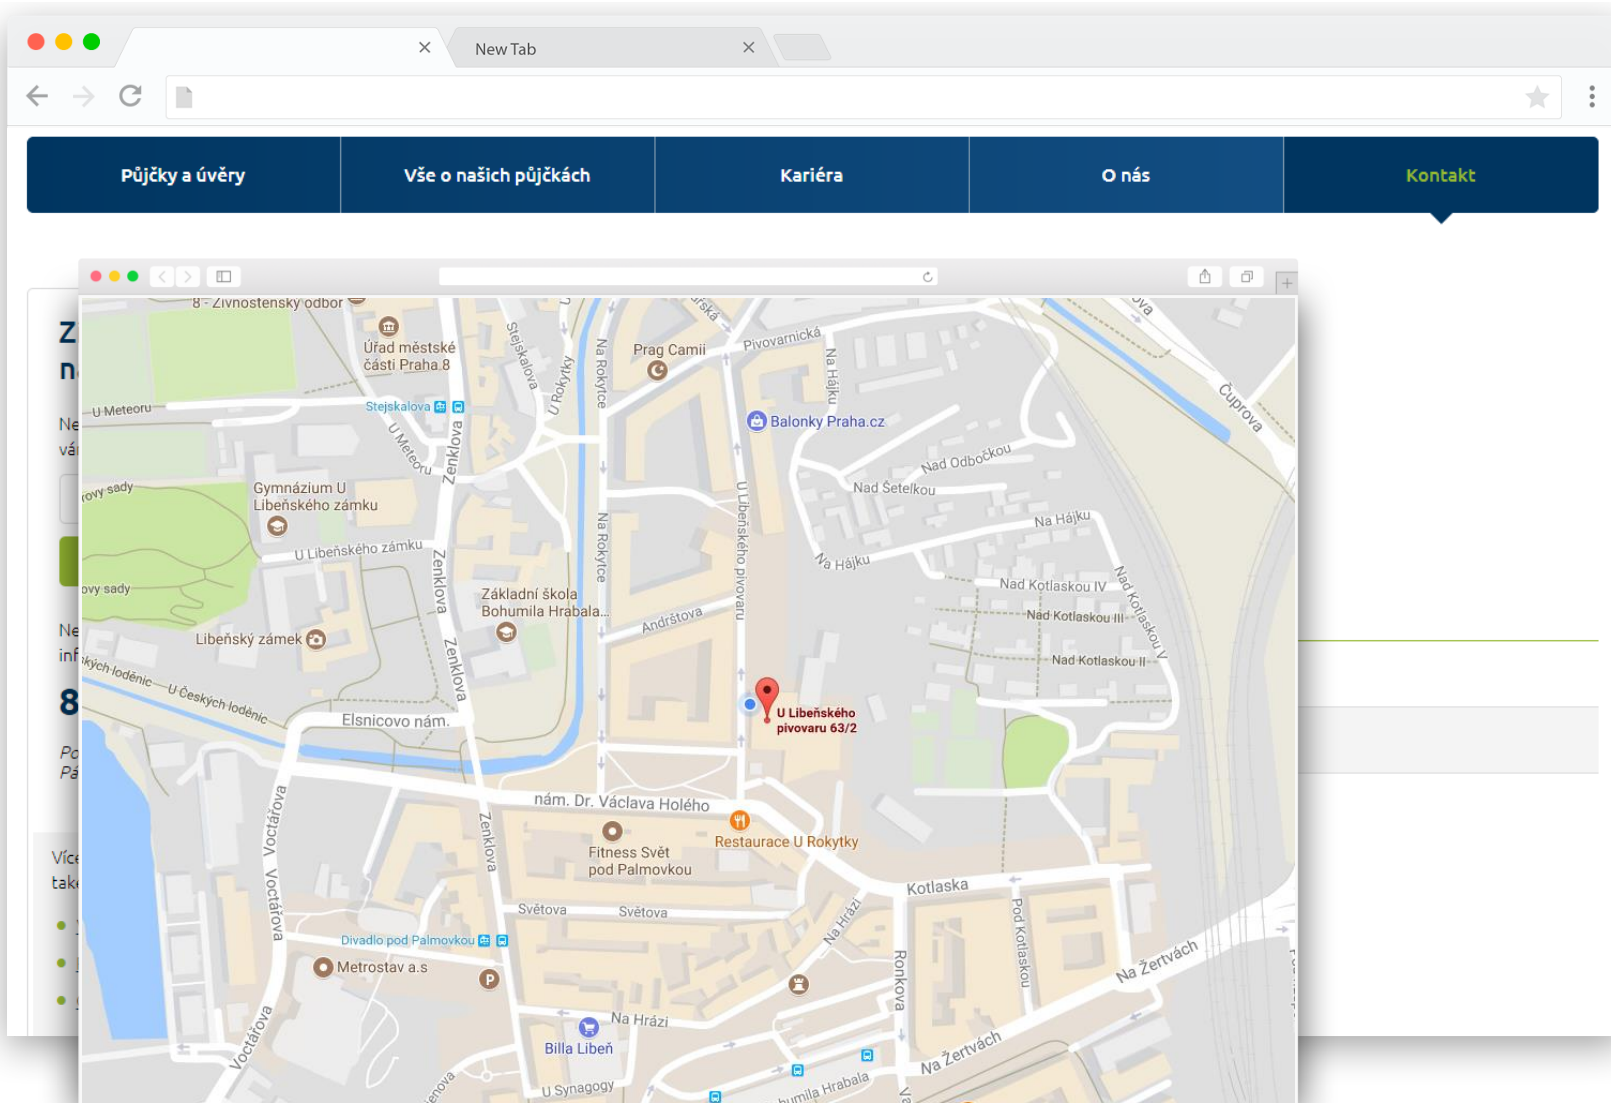 New Tab
Půjčky a úvěry
Vše o našich půjčkách
Kariéra
O nás
Kontakt
8 - Živnostenský odbor
Úřad městské
části Praha 8
Stejskalova
Stejskalova
U Rokytky
Na Rokytce
Prag Camii
Pivovarnická
Na Hájku
Čuprova
U Meteoru
U Meteoru
Zenklova
Balonky Praha.cz
Nad Odbočkou
Nad Šetelkou
Na Hájku
Na Hájku
Gymnázium U
Libeňského zámku
U Libeňského zámku
Zenklova
Na Rokytce
U Libeňského pivovaru
Základní škola
Bohumila Hrabala...
Andrštova
Nad Kotlaskou IV
Nad Kotlaskou III
Nad Kotlaskou II
Nad Kotlaskou V
Libeňský zámek
Zenklova
U Českých loděnic
Elsnicovo nám.
U Libeňského
pivovaru 63/2
Voctářova
Voctářova
Zenklova
nám. Dr. Václava Holého
Fitness Svět
pod Palmovkou
Restaurace U Rokytky
Kotlaska
Světova
Světova
Na Hrázi
Pod Kotlaskou
Divadlo pod Palmovkou
Metrostav a.s
P
Ronkova
Na Žertvách
Na Hrázi
Billa Libeň
Voctářova
Na Žertvách
U Synagogy